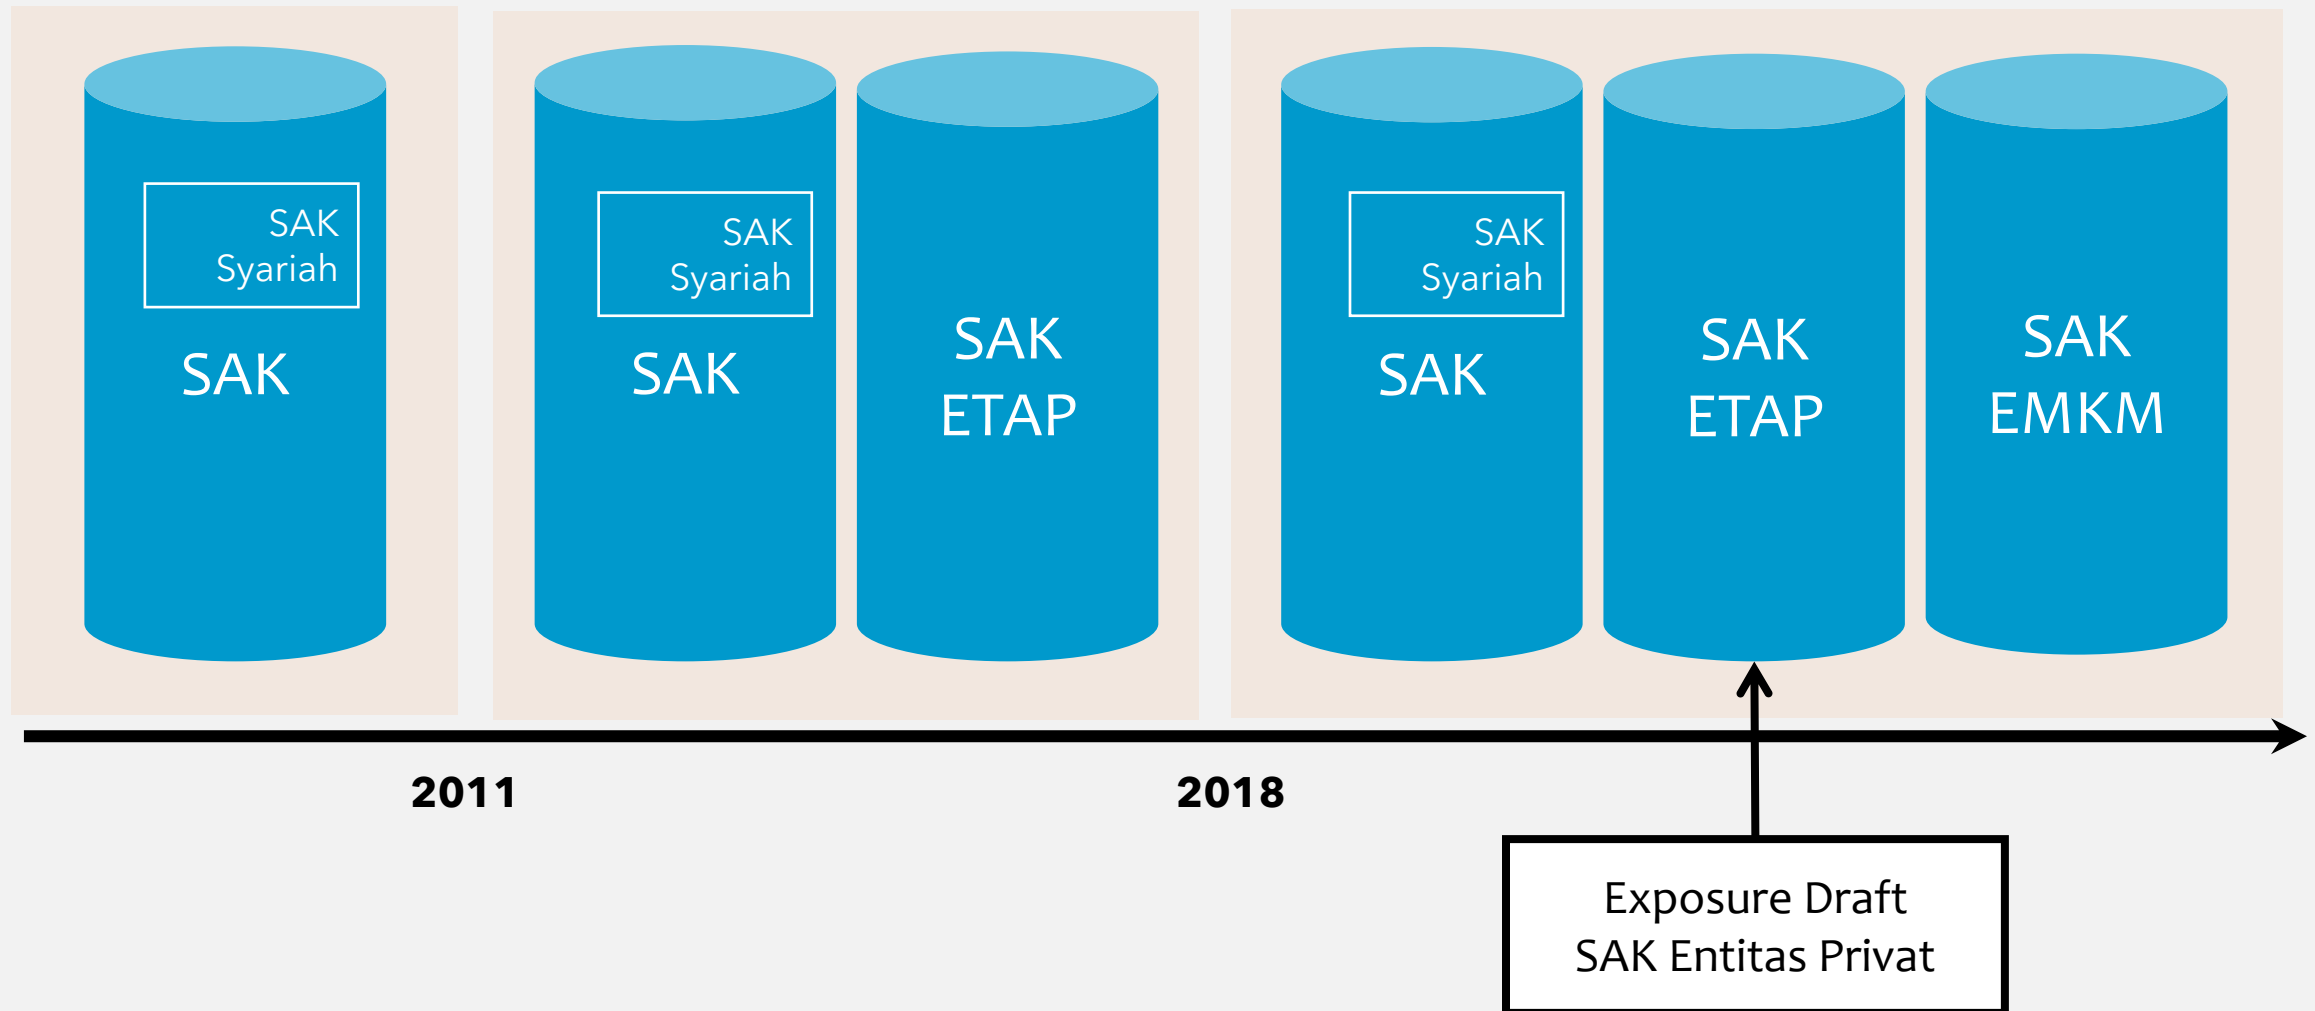 SAK
Syariah
SAK
SAK
Syariah
SAK
SAK
ETAP
SAK
Syariah
SAK
SAK
ETAP
SAK
EMKM
2011
2018
Exposure Draft
SAK Entitas Privat